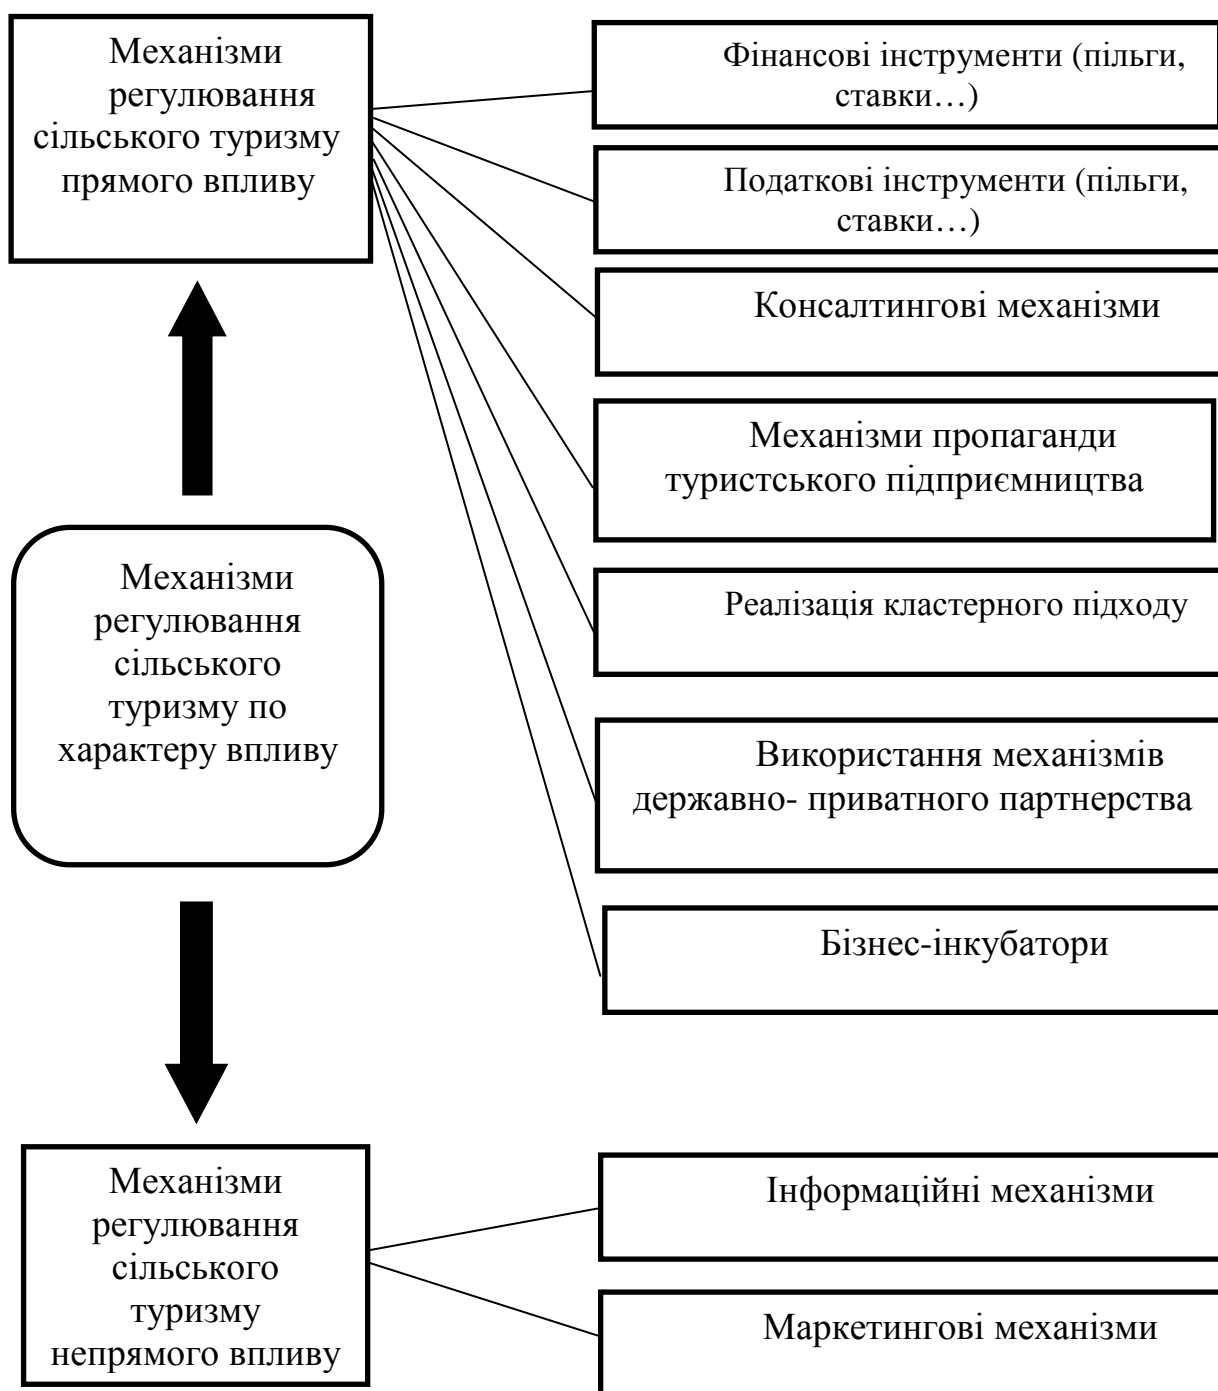 Механізми
регулювання
сільського туризму
прямого впливу
Фінансові інструменти (пільги,
ставки…)
Податкові інструменти (пільги,
ставки…)
Консалтингові механізми
Механізми пропаганди
туристського підприємництва
Реалізація кластерного підходу
Використання механізмів
державно- приватного партнерства
Бізнес-інкубатори
Механізми
регулювання
сільського
туризму по
характеру впливу
Механізми
регулювання
сільського
туризму
непрямого впливу
Інформаційні механізми
Маркетингові механізми